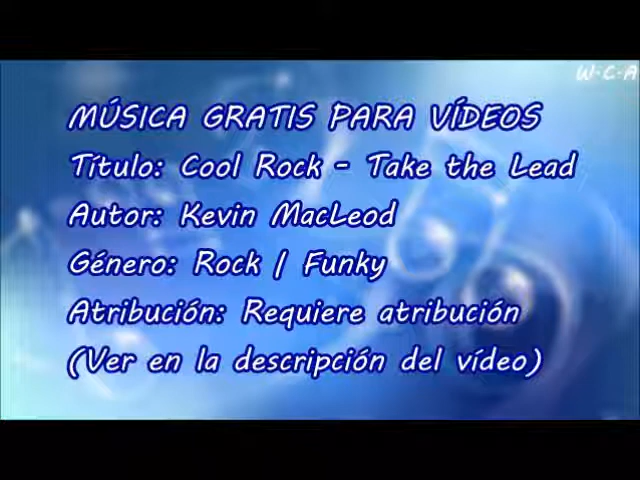 W·C·A
MÚSICA GRATIS PARA VÍDEOS
Título: Cool Rock - Take the Lead
Autor: Kevin MacLeod
Género: Rock / Funky
Atribución: Requiere atribución
(Ver en la descripción del vídeo)